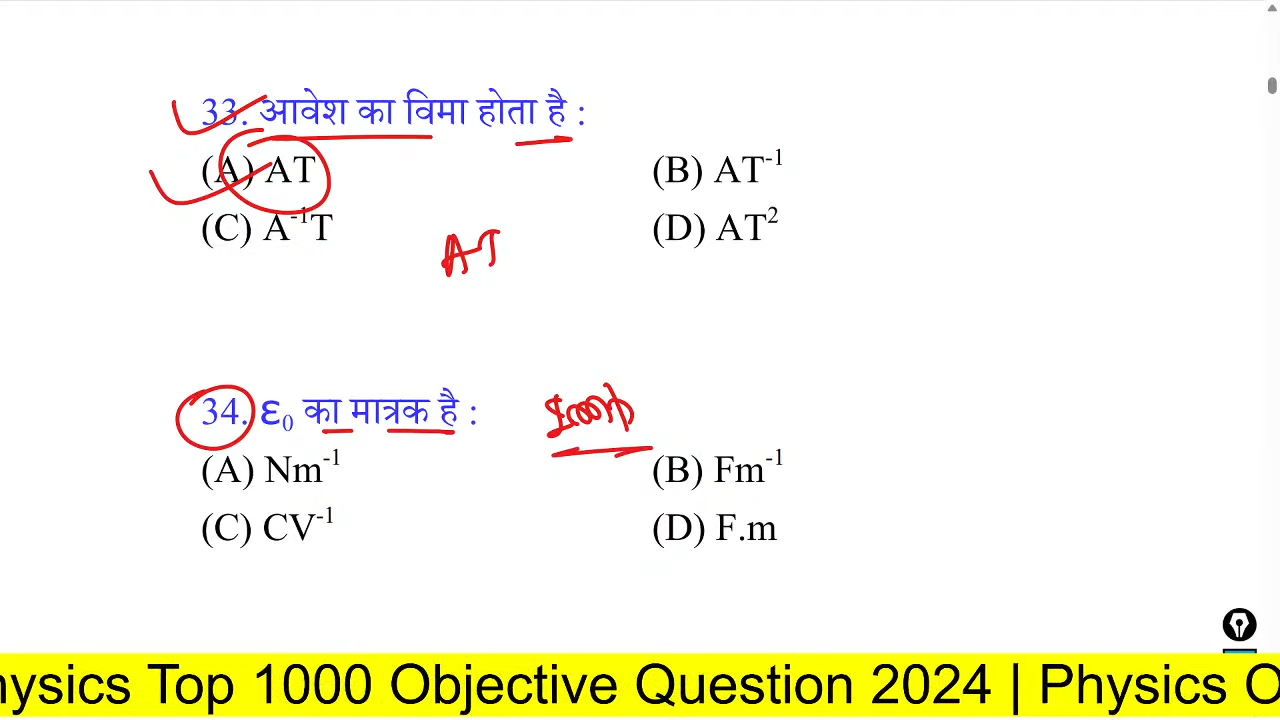 33. आवेश का विमा होता है :
(A) AT (B) AT⁻¹
(C) A⁻¹T (D) AT²
AT
34. ε₀ का मात्रक है :
(A) Nm⁻¹ (B) Fm⁻¹
(C) CV⁻¹ (D) F.m
hysics Top 1000 Objective Question 2024 | Physics O